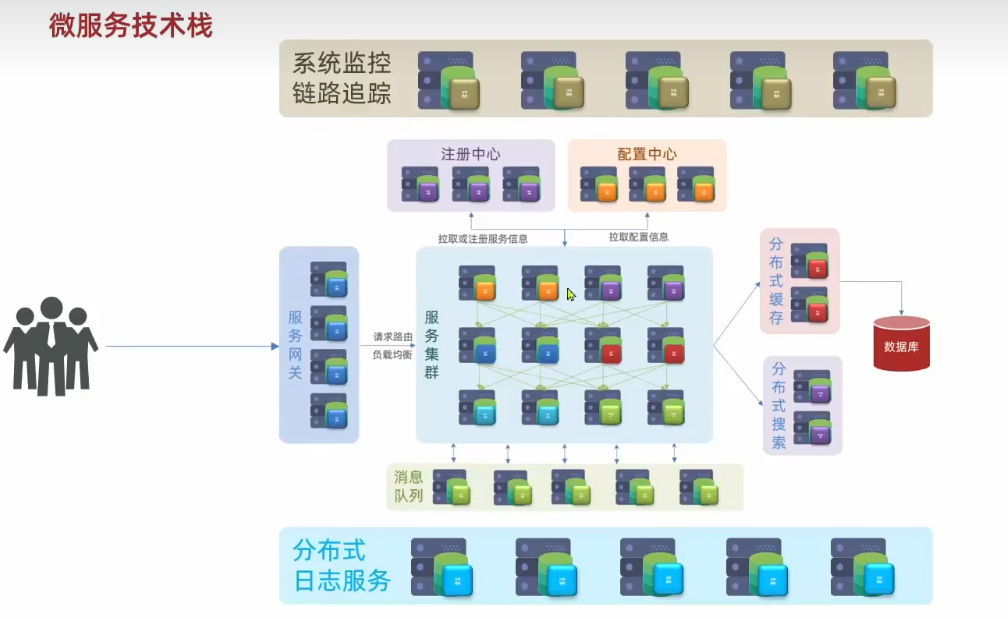 微服务技术栈
系统监控
链路追踪
注册中心
配置中心
拉取或注册服务信息
拉取配置信息
服务网关
请求路由
负载均衡
服务集群
分布式缓存
数据库
分布式搜索
消息
队列
分布式
日志服务